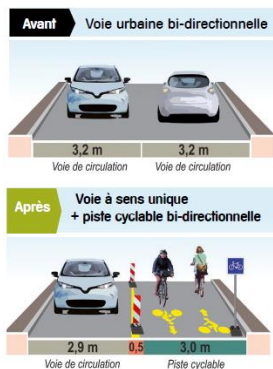 Avant
Voie urbaine bi-directionnelle
3,2 m
3,2 m
Voie de circulation
Voie de circulation
Après
Voie à sens unique
+ piste cyclable bi-directionnelle
2,9 m
0,5
3,0 m
Voie de circulation
Piste cyclable